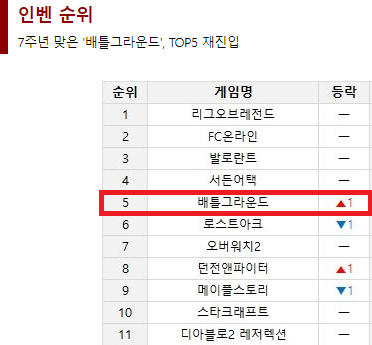 인벤 순위
7주년 맞은 '배틀그라운드', TOP5 재진입
순위 게임명 등락
1 리그오브레전드 ―
2 FC온라인 ―
3 발로란트 ―
4 서든어택 ―
5 배틀그라운드 ▲1
6 로스트아크 ▼1
7 오버워치2 ―
8 던전앤파이터 ▲1
9 메이플스토리 ▼1
10 스타크래프트 ―
11 디아블로2 레저렉션 ―